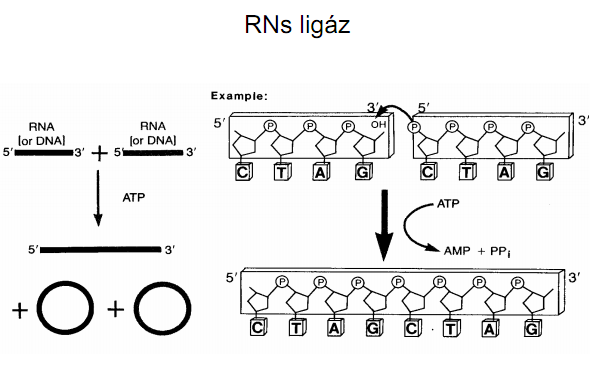 RNs ligáz
RNA
[or DNA]
RNA
[or DNA]
5' 3' + 5' 3'
ATP
5' 3'
+ +
Example:
5' 3' 5' 3'
P P P OH P P P P
C T A G C T A G
ATP
AMP + PPi
5' 3'
P P P P P P P
C T A G C T A G